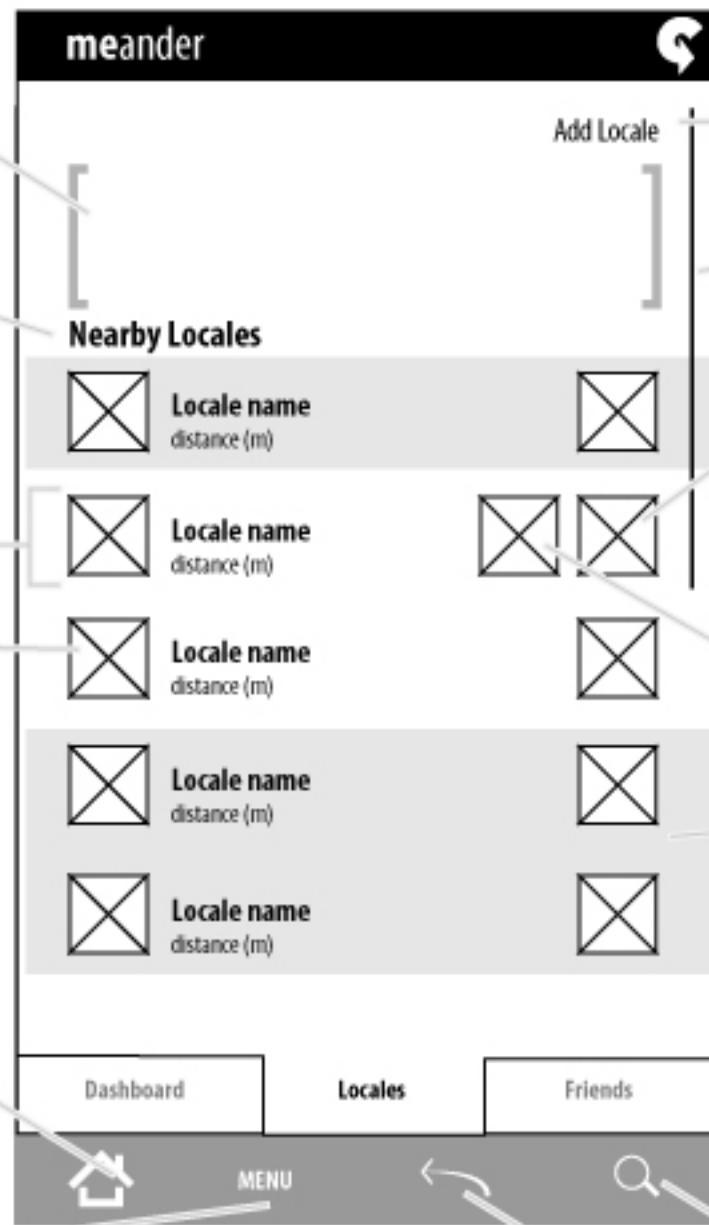 meander
Add Locale
Nearby Locales
Locale name
distance (m)
Locale name
distance (m)
Locale name
distance (m)
Locale name
distance (m)
Locale name
distance (m)
Dashboard Locales Friends
MENU